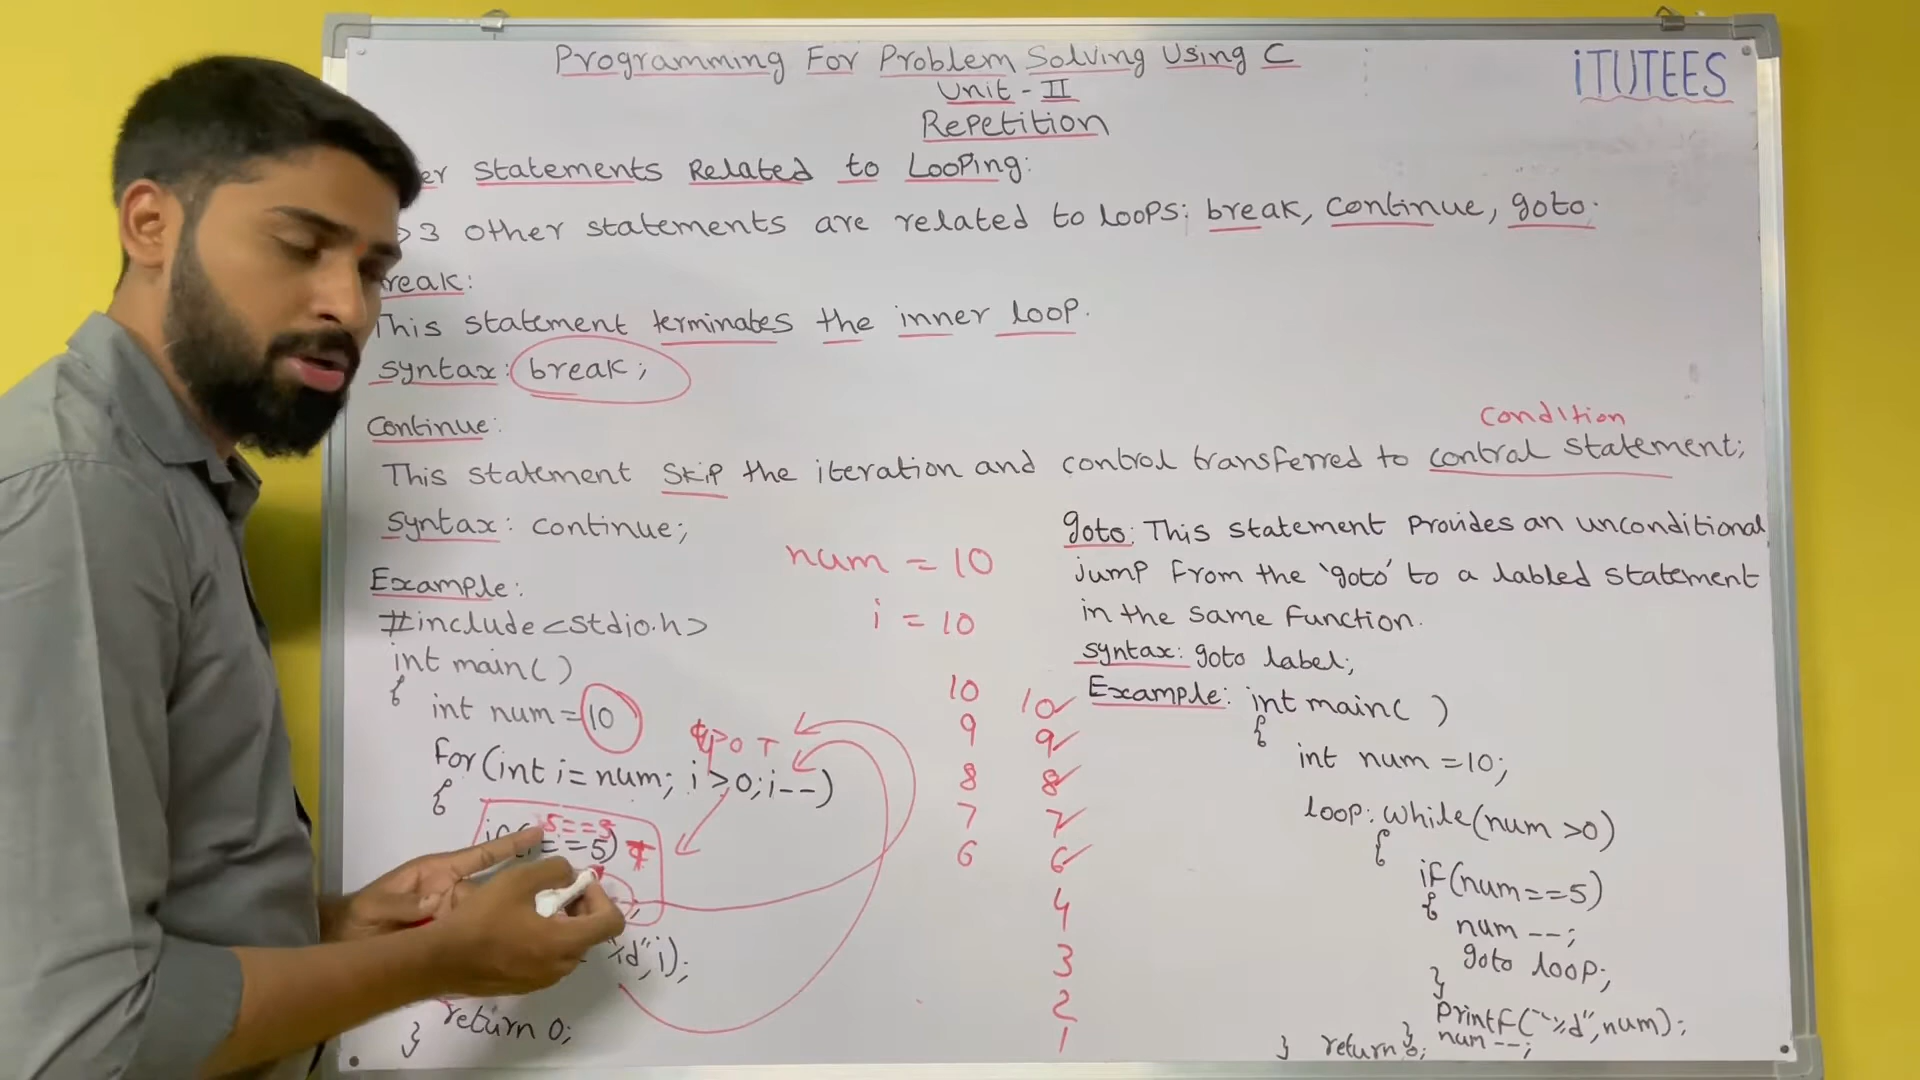 Programming For Problem Solving Using C
iTUTEES
Unit - II
Repetition
er statements Related to Looping:
3 other statements are related to loops: break, continue, goto.
reak:
This statement terminates the inner loop.
syntax: break;
Continue:
condition
This statement skip the iteration and control transferred to control statement;
syntax: continue;
Example:
#include<stdio.h>
int main( )
{
int num = 10
for(int i = num; i > 0; i--)
{
5==5
i == 5)
"%d", i);
return 0;
}
num = 10
i = 10
>0 T
10
9
8
7
6
10
9
8
7
6
4
3
2
1
goto: This statement provides an unconditional
jump from the 'goto' to a labled statement
in the same function.
syntax: goto label;
Example: int main( )
{
int num = 10;
loop: while(num >0)
{
if(num==5)
{
num --;
goto loop;
}
printf("%d", num);
} num --;
} return 0;